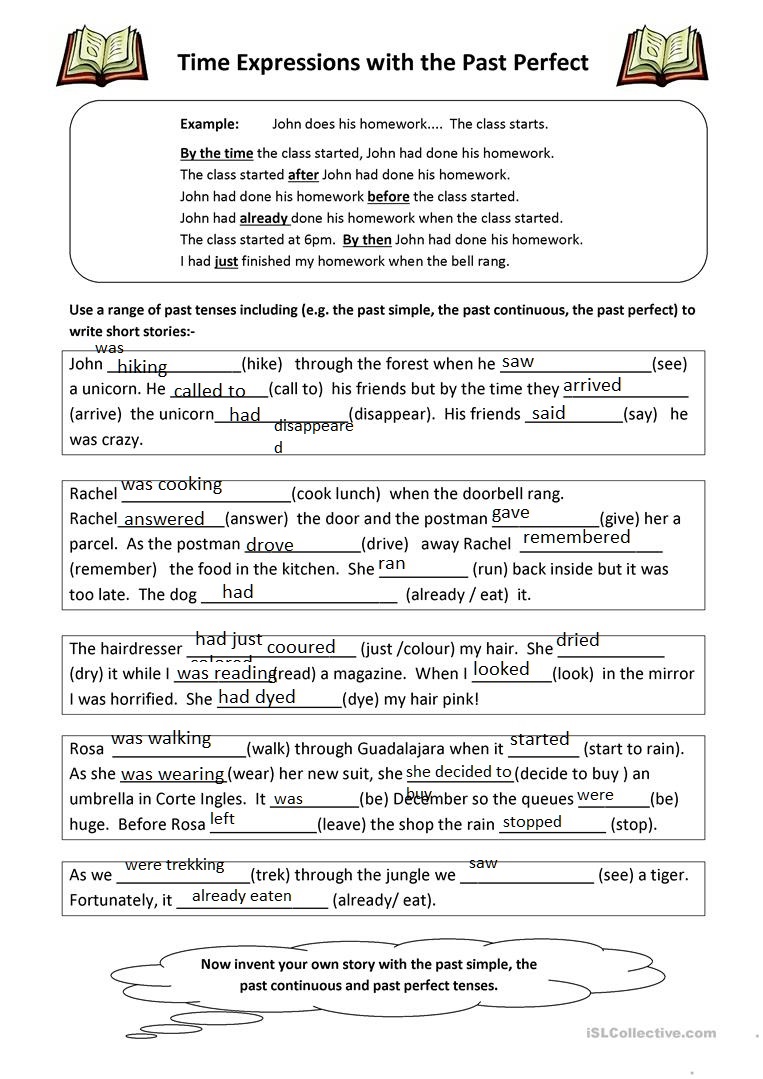 Time Expressions with the Past Perfect
Example: John does his homework.... The class starts.
By the time the class started, John had done his homework.
The class started after John had done his homework.
John had done his homework before the class started.
John had already done his homework when the class started.
The class started at 6pm. By then John had done his homework.
I had just finished my homework when the bell rang.
Use a range of past tenses including (e.g. the past simple, the past continuous, the past perfect) to
write short stories:-
was
John hiking (hike) through the forest when he saw (see)
a unicorn. He called to (call to) his friends but by the time they arrived
(arrive) the unicorn had (disappear). His friends said (say) he
disappeare
d
was crazy.
Rachel was cooking (cook lunch) when the doorbell rang.
Rachel answered (answer) the door and the postman gave (give) her a
parcel. As the postman drove (drive) away Rachel remembered
(remember) the food in the kitchen. She ran (run) back inside but it was
too late. The dog had (already / eat) it.
The hairdresser had just cooured (just /colour) my hair. She dried
colored
(dry) it while I was reading (read) a magazine. When I looked (look) in the mirror
I was horrified. She had dyed (dye) my hair pink!
Rosa was walking (walk) through Guadalajara when it started (start to rain).
As she was wearing (wear) her new suit, she she decided to (decide to buy ) an
buy
umbrella in Corte Ingles. It was (be) December so the queues were (be)
huge. Before Rosa left (leave) the shop the rain stopped (stop).
As we were trekking (trek) through the jungle we saw (see) a tiger.
Fortunately, it already eaten (already/ eat).
Now invent your own story with the past simple, the
past continuous and past perfect tenses.
iSLCollective.com